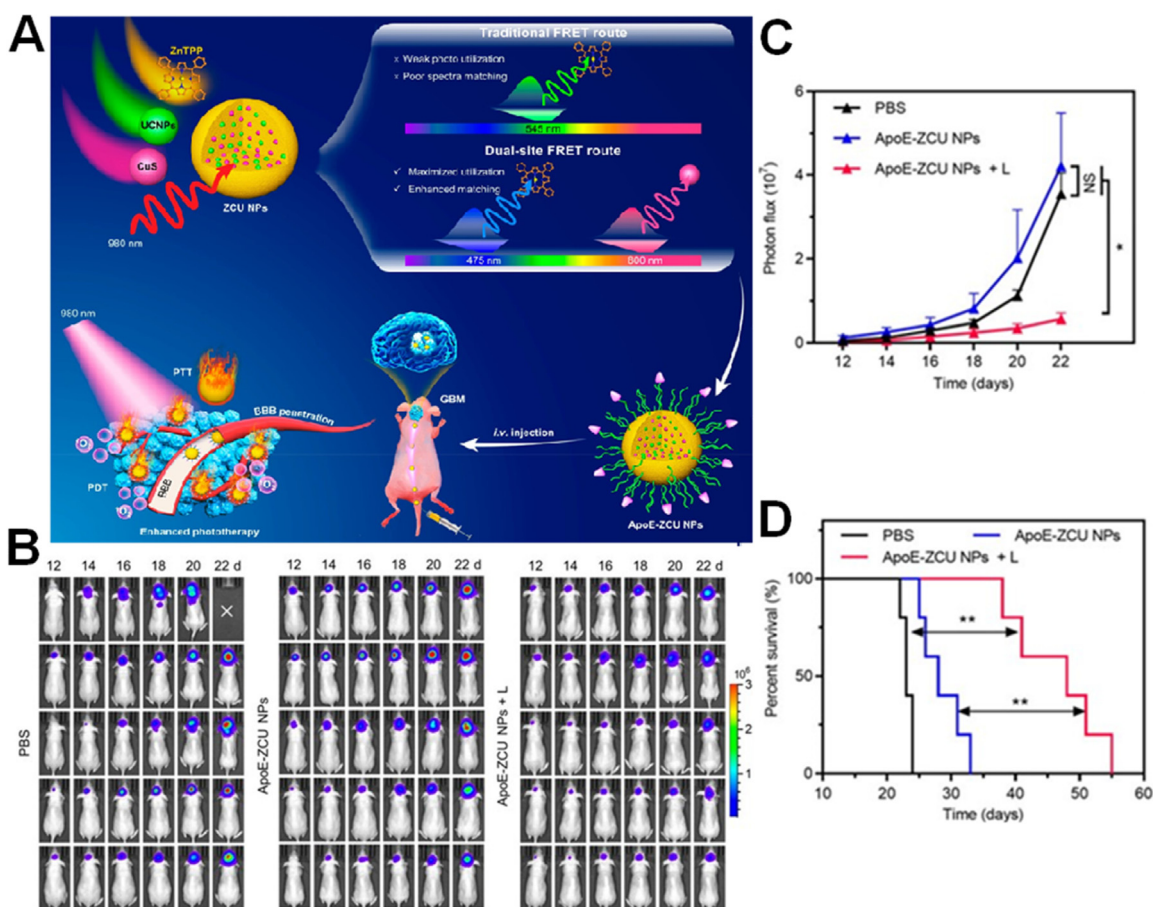 A
ZnTPP
UCNPs
CuS
ZCU NPs
980 nm
Traditional FRET route
x Weak photo utilization
x Poor spectra matching
545 nm
Dual-site FRET route
✓ Maximized utilization
✓ Enhanced matching
475 nm
800 nm
980 nm
PTT
BBB penetration
PDT
BBB
Enhanced phototherapy
GBM
i.v. injection
ApoE-ZCU NPs
B
12 14 16 18 20 22 d
12 14 16 18 20 22 d
12 14 16 18 20 22 d
PBS
ApoE-ZCU NPs
ApoE-ZCU NPs + L
10⁶
3
2
1
C
PBS
ApoE-ZCU NPs
ApoE-ZCU NPs + L
Photon flux (10⁷)
6
4
2
0
NS
*
12 14 16 18 20 22
Time (days)
D
PBS
ApoE-ZCU NPs
ApoE-ZCU NPs + L
Percent survival (%)
100
50
0
**
**
10 20 30 40 50 60
Time (days)